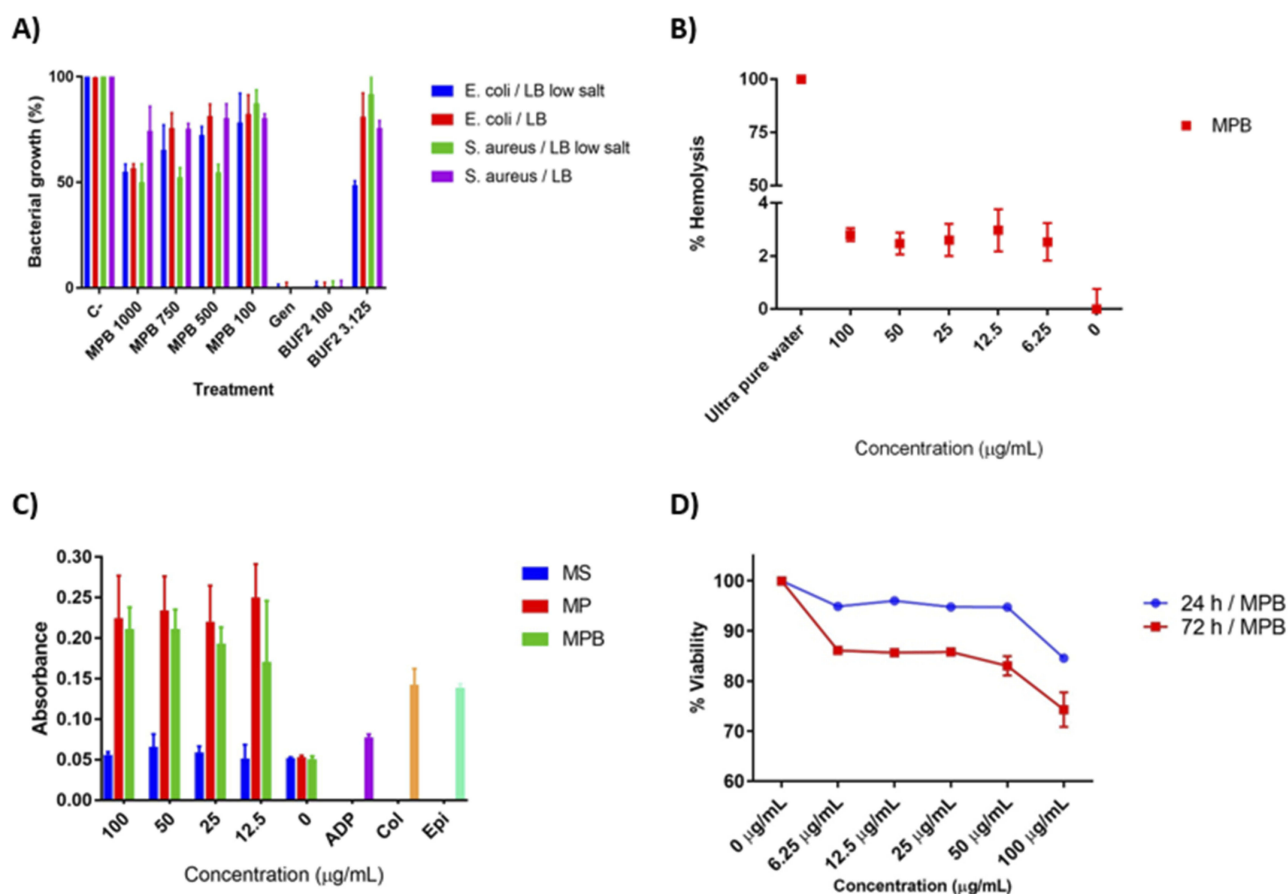 A)
Bacterial growth (%)
100
50
0
C-
MPB 1000
MPB 750
MPB 500
MPB 100
Gen
BUF2 100
BUF2 3.125
Treatment
E. coli / LB low salt
E. coli / LB
S. aureus / LB low salt
S. aureus / LB
B)
% Hemolysis
100
75
50
4
2
0
Ultra pure water
100
50
25
12.5
6.25
0
Concentration (µg/mL)
MPB
C)
Absorbance
0.30
0.25
0.20
0.15
0.10
0.05
0.00
100
50
25
12.5
0
ADP
Col
Epi
Concentration (µg/mL)
MS
MP
MPB
D)
% Viability
100
90
80
70
60
0 µg/mL
6.25 µg/mL
12.5 µg/mL
25 µg/mL
50 µg/mL
100 µg/mL
Concentration (µg/mL)
24 h / MPB
72 h / MPB